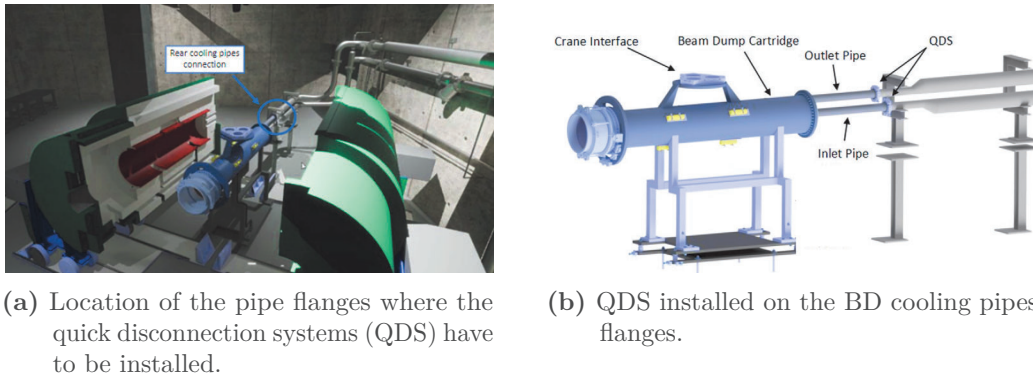 Rear cooling pipes
connection
Crane Interface
Beam Dump Cartridge
QDS
Outlet Pipe
Inlet Pipe
(a) Location of the pipe flanges where the
quick disconnection systems (QDS) have
to be installed.
(b) QDS installed on the BD cooling pipes
flanges.